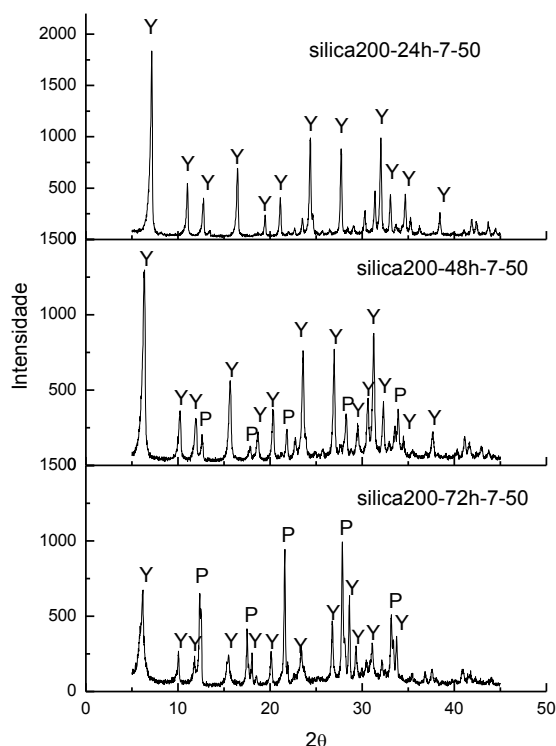 2000
1500
1000
500
1500
silica200-24h-7-50
Y Y Y Y Y Y Y Y Y Y Y Y
1000
500
1500
silica200-48h-7-50
Y Y Y P Y P Y Y P Y Y P Y Y Y Y P Y Y
1000
500
0
silica200-72h-7-50
Y Y Y P Y P Y Y P Y Y P Y Y Y P Y
Intensidade
0 10 20 30 40 50
2θ